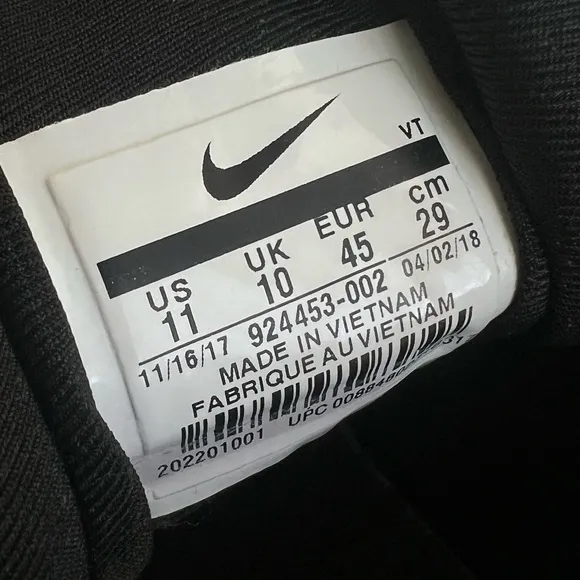 VT
US UK EUR cm
11 10 45 29
11/16/17 924453-002 04/02/18
MADE IN VIETNAM
FABRIQUE AU VIETNAM
202201001 UPC